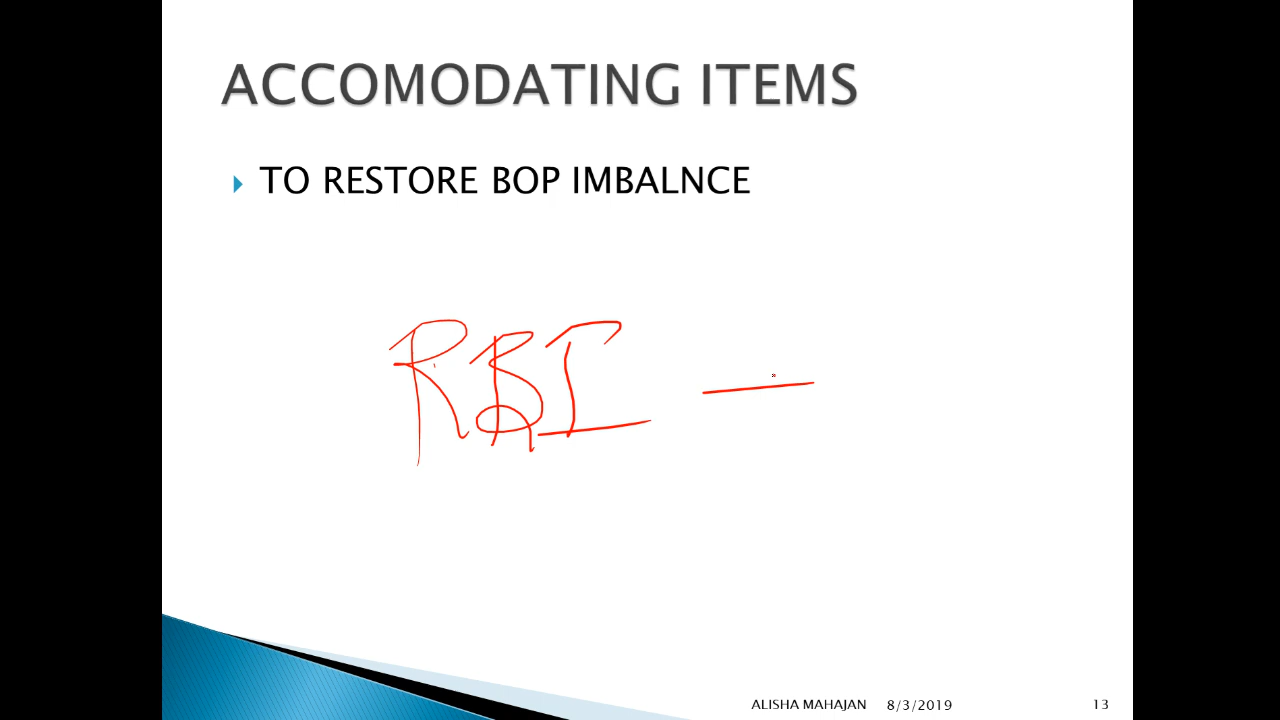 ACCOMODATING ITEMS
TO RESTORE BOP IMBALNCE
RBI —
ALISHA MAHAJAN 8/3/2019 13